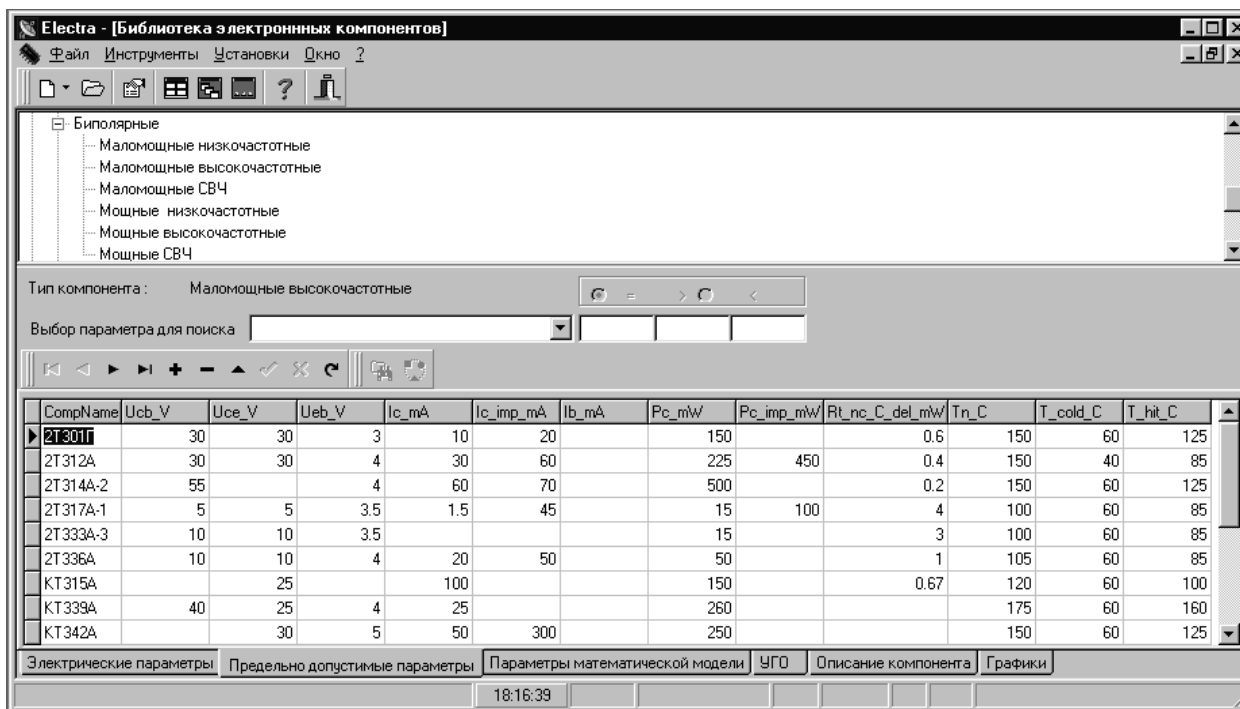 Electra - [Библиотека электроннных компонентов]
Файл Инструменты Установки Окно ?
Биполярные
Маломощные низкочастотные
Маломощные высокочастотные
Маломощные СВЧ
Мощные низкочастотные
Мощные высокочастотные
Мощные СВЧ
Тип компонента : Маломощные высокочастотные = > <
Выбор параметра для поиска
CompName Ucb_V Uce_V Ueb_V Ic_mA Ic_imp_mA Ib_mA Pc_mW Pc_imp_mW Rt_nc_C_del_mW Tn_C T_cold_C T_hit_C
2Т301Г 30 30 3 10 20 150 0.6 150 60 125
2Т312А 30 30 4 30 60 225 450 0.4 150 40 85
2Т314А-2 55 4 60 70 500 0.2 150 60 125
2Т317А-1 5 5 3.5 1.5 45 15 100 4 100 60 85
2Т333А-3 10 10 3.5 15 3 100 60 85
2Т336А 10 10 4 20 50 50 1 105 60 85
КТ315А 25 100 150 0.67 120 60 100
КТ339А 40 25 4 25 260 175 60 160
КТ342А 30 5 50 300 250 150 60 125
Электрические параметры Предельно допустимые параметры Параметры математической модели УГО Описание компонента Графики
18:16:39